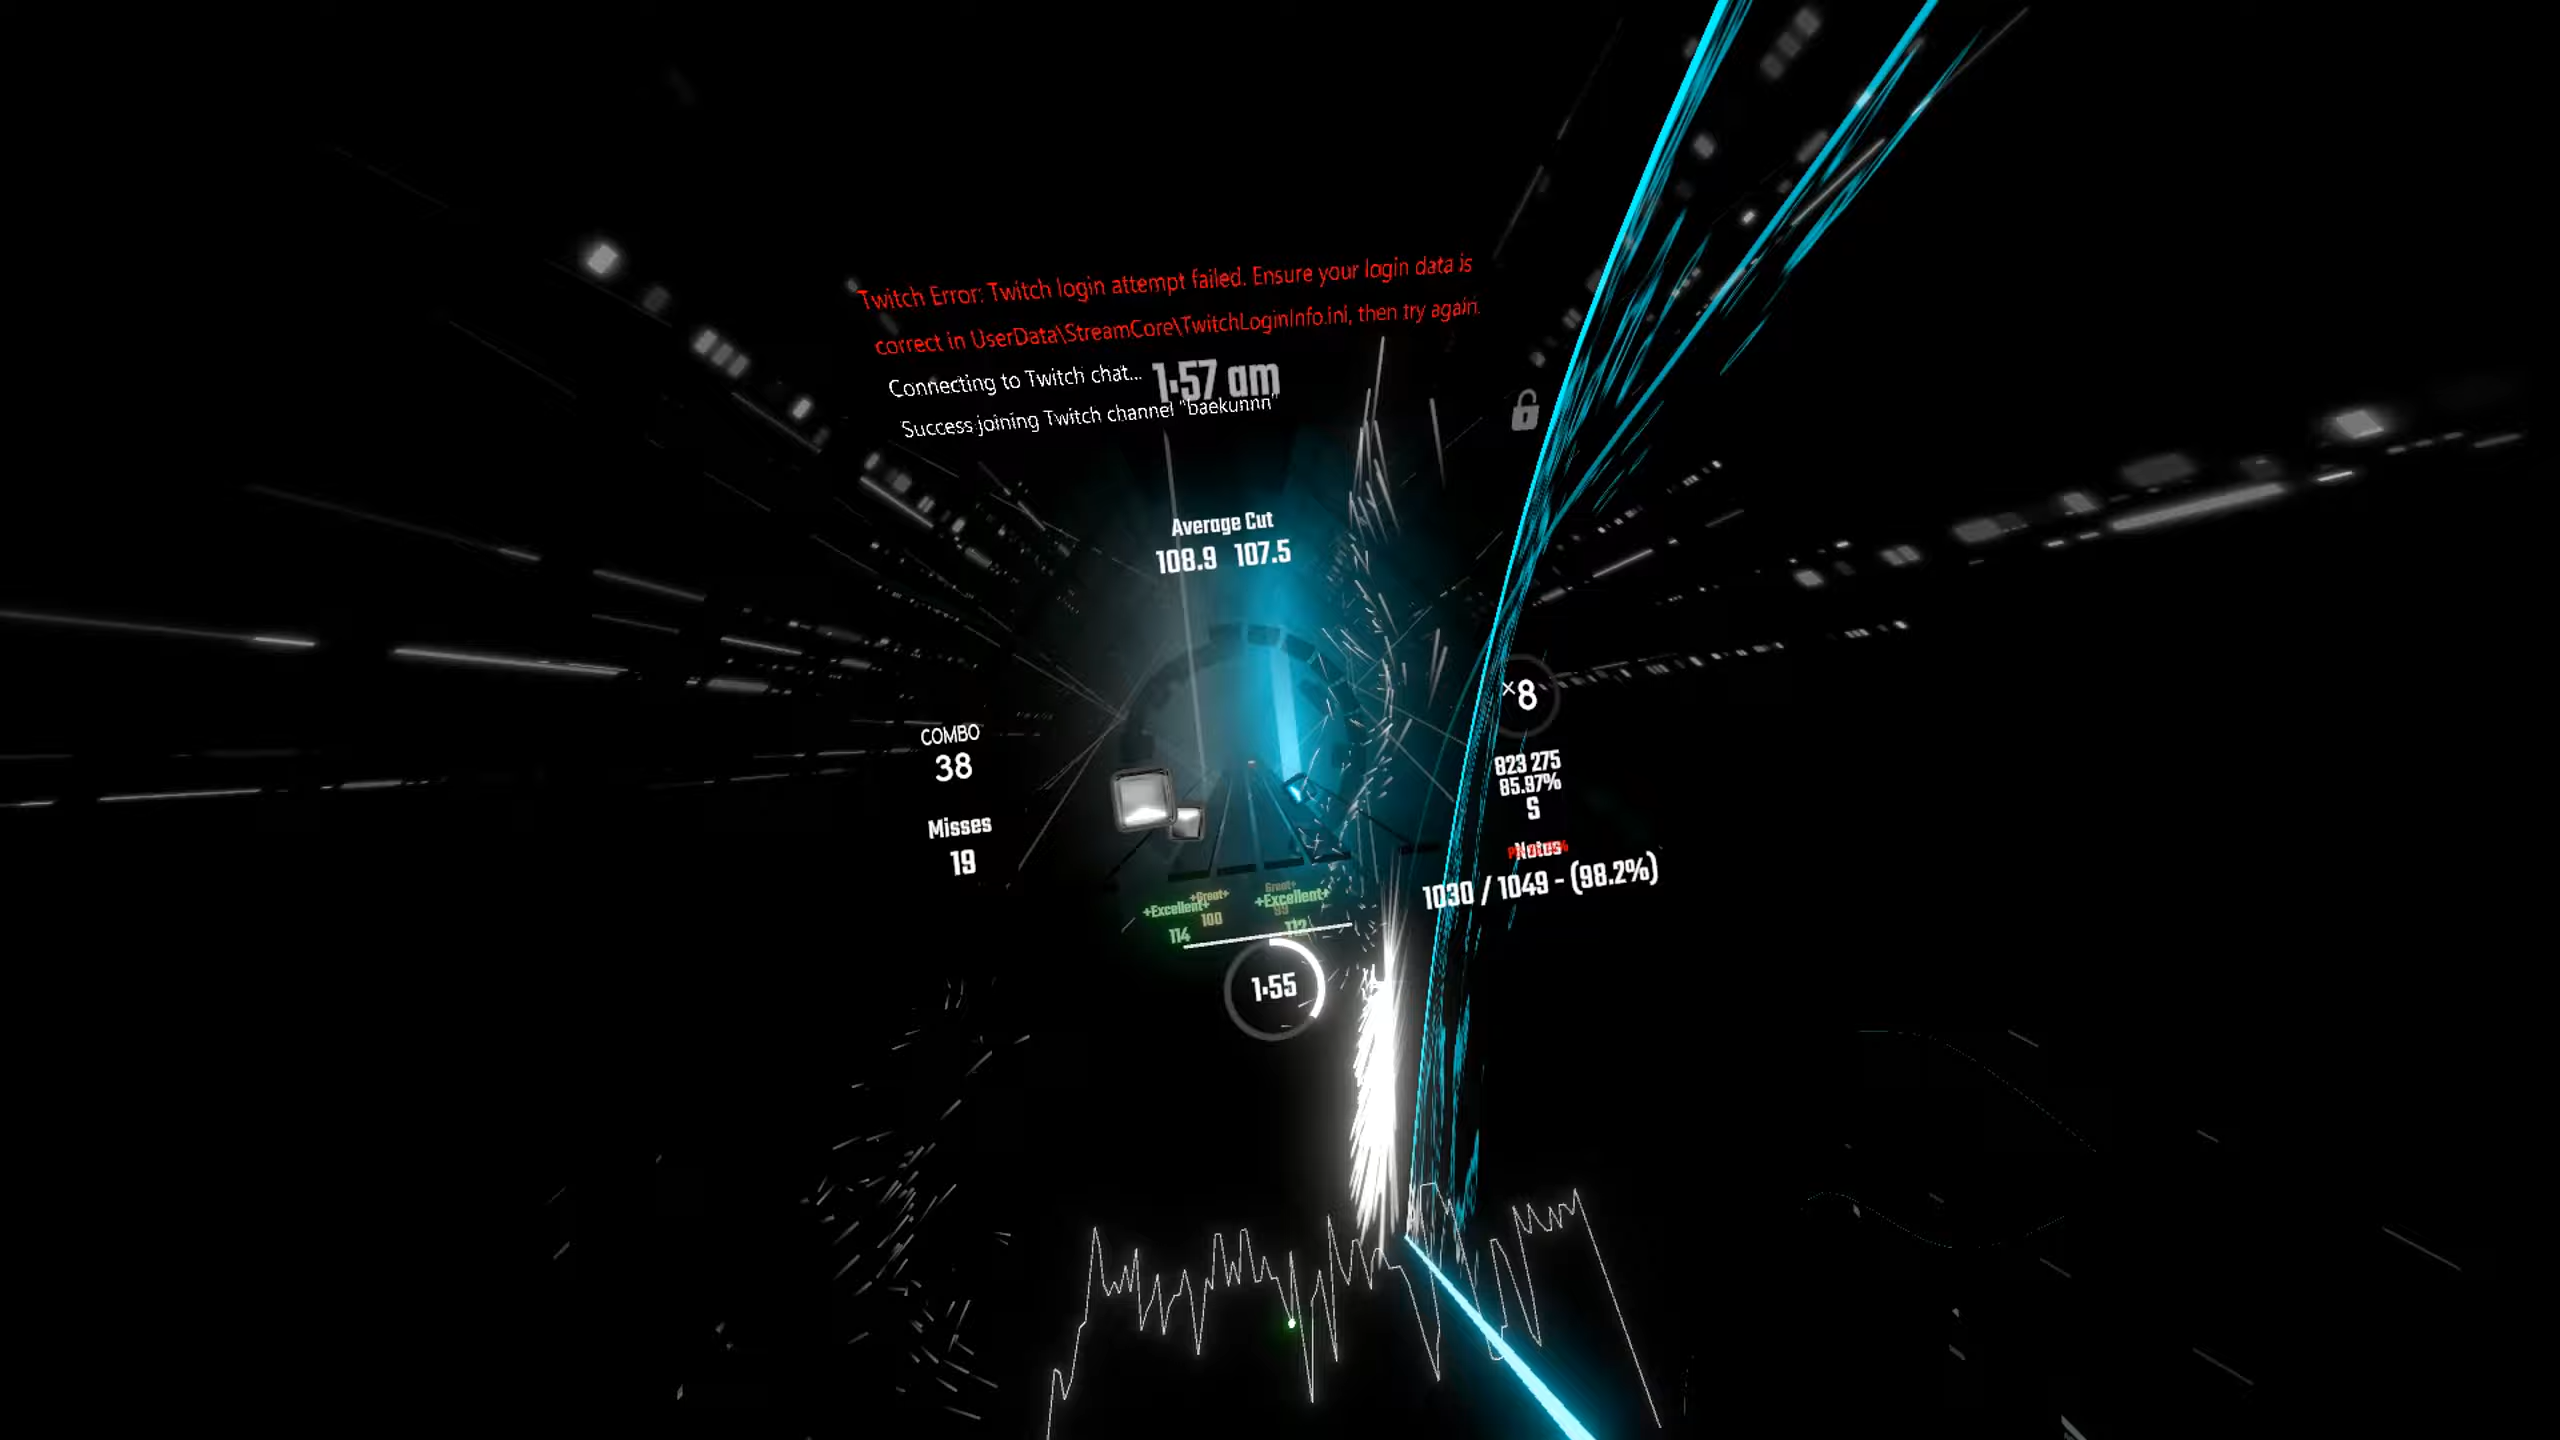 Twitch Error: Twitch login attempt failed. Ensure your login data is
correct in UserData\StreamCore\TwitchLoginInfo.ini, then try again.
Connecting to Twitch chat...
1:57 am
Success joining Twitch channel "baekunnn"
Average Cut
108.9 107.5
×8
COMBO
38
823 275
85.97%
S
Misses
19
Notes
1030 / 1049 - (98.2%)
+Great+
100
Great+
99
+Excellent+
114
+Excellent+
112
1:55